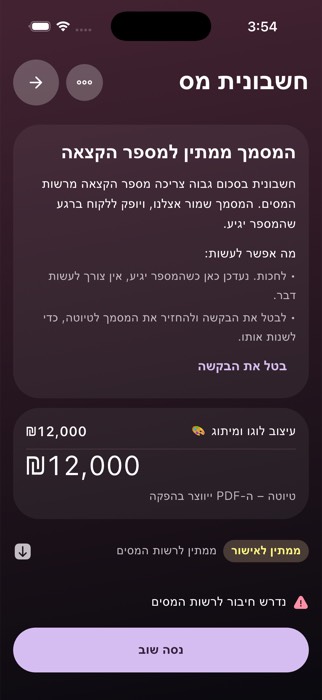 3:54
חשבונית מס
המסמך ממתין למספר הקצאה
חשבונית בסכום גבוה צריכה מספר הקצאה מרשות
המסים. המסמך שמור אצלנו, ויופק ללקוח ברגע
שהמספר יגיע.
מה אפשר לעשות:
• לחכות. נעדכן כאן כשהמספר יגיע, אין צורך לעשות
דבר.
• לבטל את הבקשה ולהחזיר את המסמך לטיוטה, כדי
לשנות אותו.
בטל את הבקשה
עיצוב לוגו ומיתוג 🎨 ₪12,000
₪12,000
טיוטה – ה-PDF ייווצר בהפקה
ממתין לאישור ממתין לרשות המסים
נדרש חיבור לרשות המסים
נסה שוב